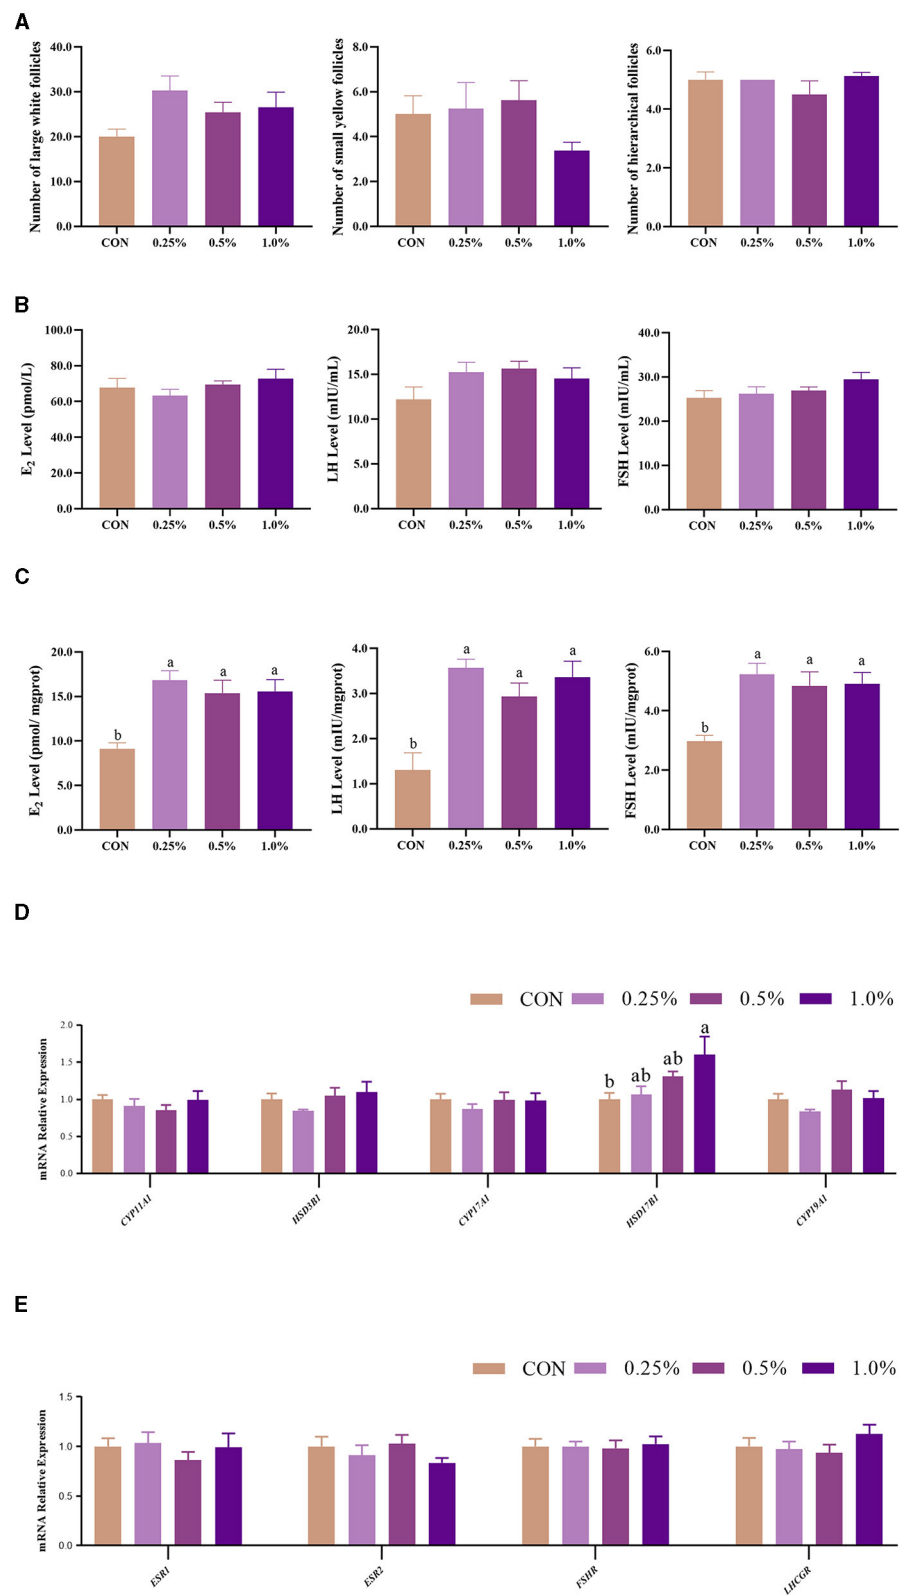 A
Number of large white follicles
40.0
30.0
20.0
10.0
0.0
CON 0.25% 0.5% 1.0%
Number of small yellow follicles
8.0
6.0
4.0
2.0
0.0
CON 0.25% 0.5% 1.0%
Number of hierarchical follicles
6.0
4.0
2.0
0.0
CON 0.25% 0.5% 1.0%
B
E2 Level (pmol/L)
100.0
80.0
60.0
40.0
20.0
0.0
CON 0.25% 0.5% 1.0%
LH Level (mIU/mL)
20.0
15.0
10.0
5.0
0.0
CON 0.25% 0.5% 1.0%
FSH Level (mIU/mL)
40.0
30.0
20.0
10.0
0.0
CON 0.25% 0.5% 1.0%
C
E2 Level (pmol/ mgprot)
20.0
15.0
10.0
5.0
0.0
b a a a
CON 0.25% 0.5% 1.0%
LH Level (mIU/mgprot)
4.0
3.0
2.0
1.0
0.0
b a a a
CON 0.25% 0.5% 1.0%
FSH Level (mIU/mgprot)
6.0
4.0
2.0
0.0
b a a a
CON 0.25% 0.5% 1.0%
D
CON 0.25% 0.5% 1.0%
mRNA Relative Expression
2.0
1.5
1.0
0.5
0.0
b ab ab a
CYP11A1 HSD3B1 CYP17A1 HSD17B1 CYP19A1
E
CON 0.25% 0.5% 1.0%
mRNA Relative Expression
1.5
1.0
0.5
0.0
ESR1 ESR2 FSHR LHCGR